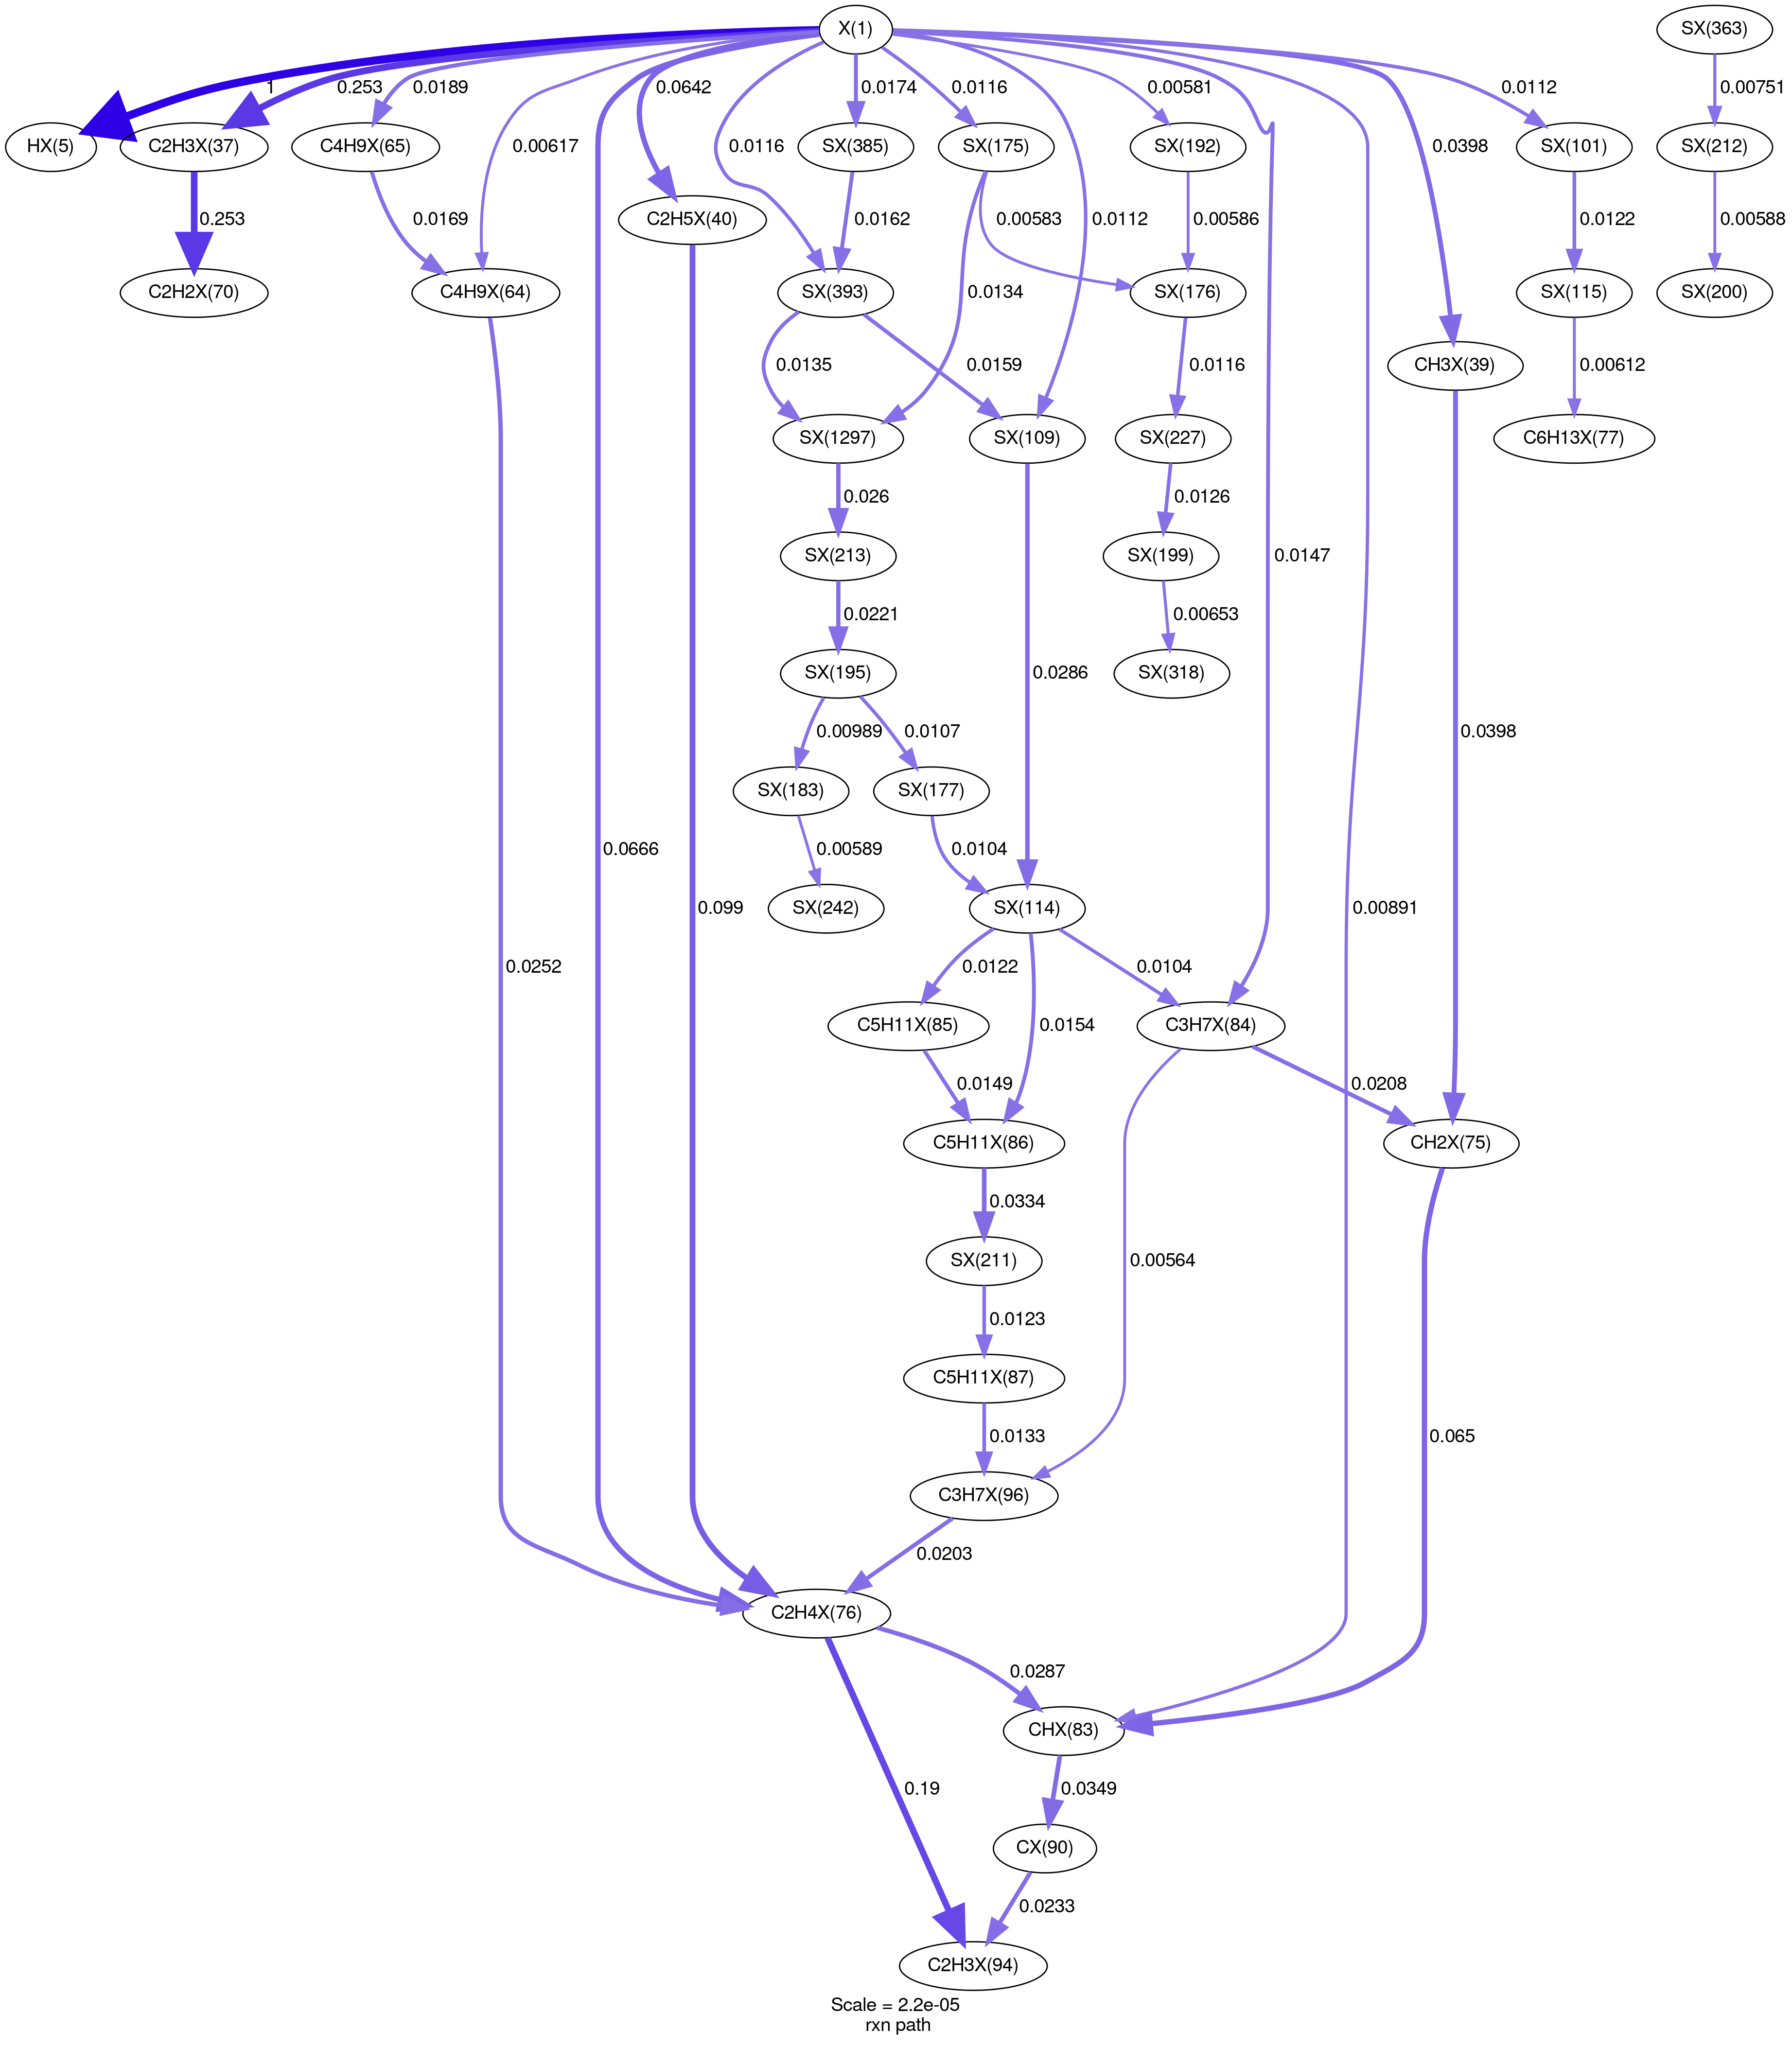 X(1)
SX(363)
1
0.253
0.0189
0.0642
0.0174
0.0116
0.00581
0.0112
0.00751
HX(5)
C2H3X(37)
C4H9X(65)
0.00617
0.0116
SX(385)
SX(175)
SX(192)
0.0398
SX(101)
SX(212)
0.253
0.0169
C2H5X(40)
0.0162
0.00583
0.0112
0.00586
0.0122
0.00588
C2H2X(70)
C4H9X(64)
SX(393)
0.0134
SX(176)
SX(115)
SX(200)
0.0135
0.0159
0.0116
CH3X(39)
0.00612
SX(1297)
SX(109)
SX(227)
C6H13X(77)
0.026
0.0126
SX(213)
SX(199)
0.0147
0.0221
0.00653
SX(195)
0.0286
SX(318)
0.00989
0.0107
0.0398
SX(183)
SX(177)
0.00589
0.0104
0.0666
0.099
SX(242)
SX(114)
0.00891
0.0252
0.0122
0.0104
C5H11X(85)
0.0154
C3H7X(84)
0.0149
0.0208
C5H11X(86)
CH2X(75)
0.0334
SX(211)
0.00564
0.0123
C5H11X(87)
0.0133
0.065
C3H7X(96)
0.0203
C2H4X(76)
0.0287
CHX(83)
0.19
0.0349
CX(90)
0.0233
C2H3X(94)
Scale = 2.2e-05
rxn path